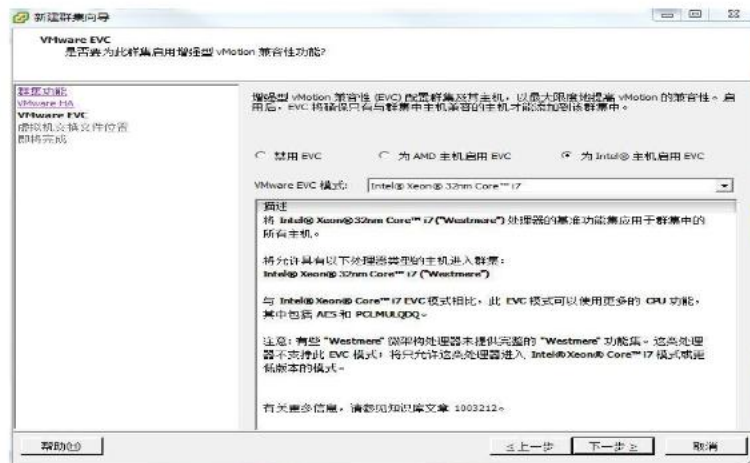 新建群集向导
VMware EVC
是否要为此群集启用增强型 vMotion 兼容性功能?
群集功能
VMware HA
VMware EVC
虚拟机交换文件位置
即将完成
增强型 vMotion 兼容性 (EVC) 配置群集及其主机，以最大限度地提高 vMotion 的兼容性。启
用后，EVC 将确保只有与群集中主机兼容的主机才能添加到该群集中。
禁用 EVC 为 AMD 主机启用 EVC 为 Intel® 主机启用 EVC
VMware EVC 模式: Intel® Xeon® 32nm Core™ i7
描述
将 Intel® Xeon® 32nm Core™ i7 ("Westmere") 处理器的基准功能集应用于群集中的
所有主机。
将允许具有以下处理器类型的主机进入群集:
Intel® Xeon® 32nm Core™ i7 ("Westmere")
与 Intel® Xeon® Core™ i7 EVC 模式相比，此 EVC 模式可以使用更多的 CPU 功能，
其中包括 AES 和 PCLMULQDQ。
注意: 有些 "Westmere" 微架构处理器未提供完整的 "Westmere" 功能集。这类处理
器不支持此 EVC 模式; 将只允许这类处理器进入 Intel® Xeon® Core™ i7 模式或更
低版本的模式。
有关更多信息，请参见知识库文章 1003212。
帮助(H) ≤上一步 下一步≥ 取消